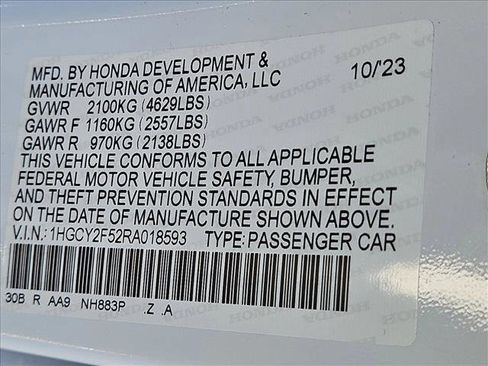 MFD. BY HONDA DEVELOPMENT & 10/23
MANUFACTURING OF AMERICA, LLC
GVWR 2100KG (4629LBS)
GAWR F 1160KG (2557LBS)
GAWR R 970KG (2138LBS)
THIS VEHICLE CONFORMS TO ALL APPLICABLE
FEDERAL MOTOR VEHICLE SAFETY, BUMPER,
AND THEFT PREVENTION STANDARDS IN EFFECT
ON THE DATE OF MANUFACTURE SHOWN ABOVE.
V.I.N.: 1HGCY2F52RA018593 TYPE: PASSENGER CAR
30B R AA9 NH883P .Z .A